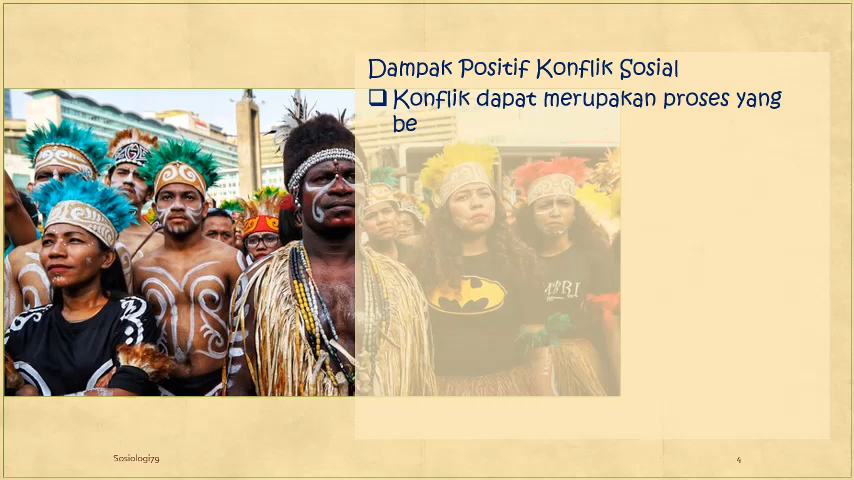 Dampak Positif Konflik Sosial
Konflik dapat merupakan proses yang
be
Sosiologi79
4